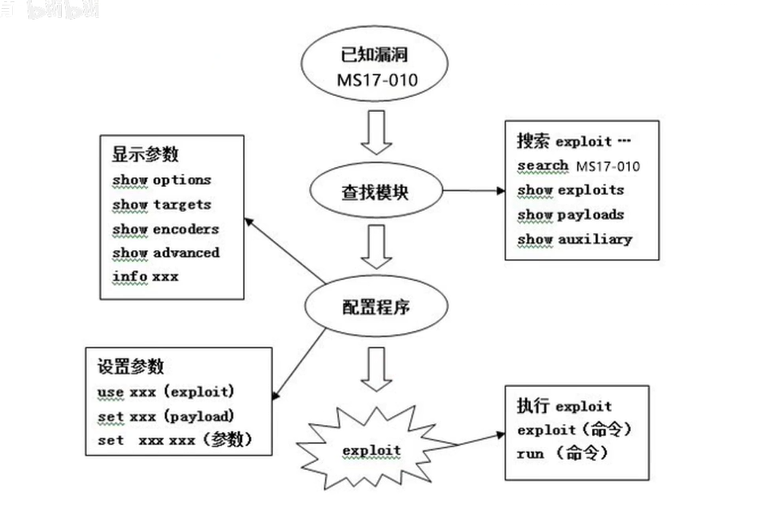 bilibili
已知漏洞
MS17-010
显示参数
show options
show targets
show encoders
show advanced
info xxx
查找模块
搜索 exploit …
search MS17-010
show exploits
show payloads
show auxiliary
配置程序
设置参数
use xxx (exploit)
set xxx (payload)
set xxx xxx (参数)
exploit
执行 exploit
exploit (命令)
run (命令)